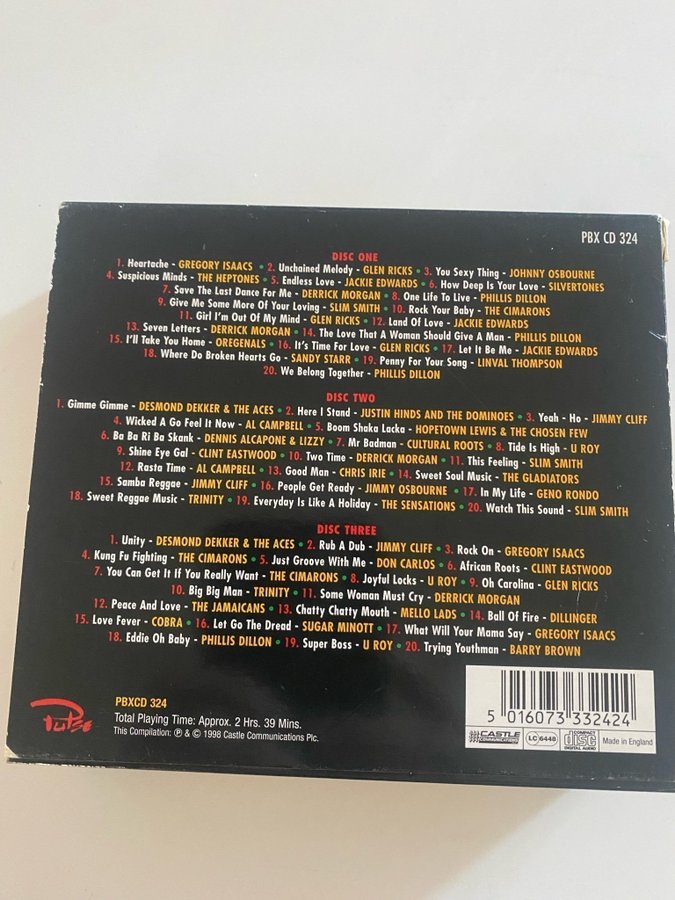 PBX CD 324
DISC ONE
1. Heartache - GREGORY ISAACS • 2. Unchained Melody - GLEN RICKS • 3. You Sexy Thing - JOHNNY OSBOURNE
4. Suspicious Minds - THE HEPTONES • 5. Endless Love - JACKIE EDWARDS • 6. How Deep Is Your Love - SILVERTONES
7. Save The Last Dance For Me - DERRICK MORGAN • 8. One Life To Live - PHILLIS DILLON
9. Give Me Some More Of Your Loving - SLIM SMITH • 10. Rock Your Baby - THE CIMARONS
11. Girl I'm Out Of My Mind - GLEN RICKS • 12. Land Of Love - JACKIE EDWARDS
13. Seven Letters - DERRICK MORGAN • 14. The Love That A Woman Should Give A Man - PHILLIS DILLON
15. I'll Take You Home - OREGENALS • 16. It's Time For Love - GLEN RICKS • 17. Let It Be Me - JACKIE EDWARDS
18. Where Do Broken Hearts Go - SANDY STARR • 19. Penny For Your Song - LINVAL THOMPSON
20. We Belong Together - PHILLIS DILLON
DISC TWO
1. Gimme Gimme - DESMOND DEKKER & THE ACES • 2. Here I Stand - JUSTIN HINDS AND THE DOMINOES • 3. Yeah - Ho - JIMMY CLIFF
4. Wicked A Go Feel It Now - AL CAMPBELL • 5. Boom Shaka Lacka - HOPETOWN LEWIS & THE CHOSEN FEW
6. Ba Ba Ri Ba Skank - DENNIS ALCAPONE & LIZZY • 7. Mr Badman - CULTURAL ROOTS • 8. Tide Is High - U ROY
9. Shine Eye Gal - CLINT EASTWOOD • 10. Two Time - DERRICK MORGAN • 11. This Feeling - SLIM SMITH
12. Rasta Time - AL CAMPBELL • 13. Good Man - CHRIS IRIE • 14. Sweet Soul Music - THE GLADIATORS
15. Samba Reggae - JIMMY CLIFF • 16. People Get Ready - JIMMY OSBORNE • 17. In My Life - GENO RONDO
18. Sweet Reggae Music - TRINITY • 19. Everyday Is Like A Holiday - THE SENSATIONS • 20. Watch This Sound - SLIM SMITH
DISC THREE
1. Unity - DESMOND DEKKER & THE ACES • 2. Rub A Dub - JIMMY CLIFF • 3. Rock On - GREGORY ISAACS
4. Kung Fu Fighting - THE CIMARONS • 5. Just Groove With Me - DON CARLOS • 6. African Roots - CLINT EASTWOOD
7. You Can Get It If You Really Want - THE CIMARONS • 8. Joyful Locks - U ROY • 9. Oh Carolina - GLEN RICKS
10. Big Big Man - TRINITY • 11. Some Woman Must Cry - DERRICK MORGAN
12. Peace And Love - THE JAMAICANS • 13. Chatty Chatty Mouth - MELLO LADS • 14. Ball Of Fire - DILLINGER
15. Love Fever - COBRA • 16. Let Go The Dread - SUGAR MINOTT • 17. What Will Your Mama Say - GREGORY ISAACS
18. Eddie Oh Baby - PHILLIS DILLON • 19. Super Boss - U ROY • 20. Trying Youthman - BARRY BROWN
Pulse
PBXCD 324
Total Playing Time: Approx. 2 Hrs. 39 Mins.
This Compilation: ℗ & © 1998 Castle Communications Plc.
5 016073 332424
CASTLE COMMUNICATIONS
LC 6448
COMPACT disc DIGITAL AUDIO
Made in England